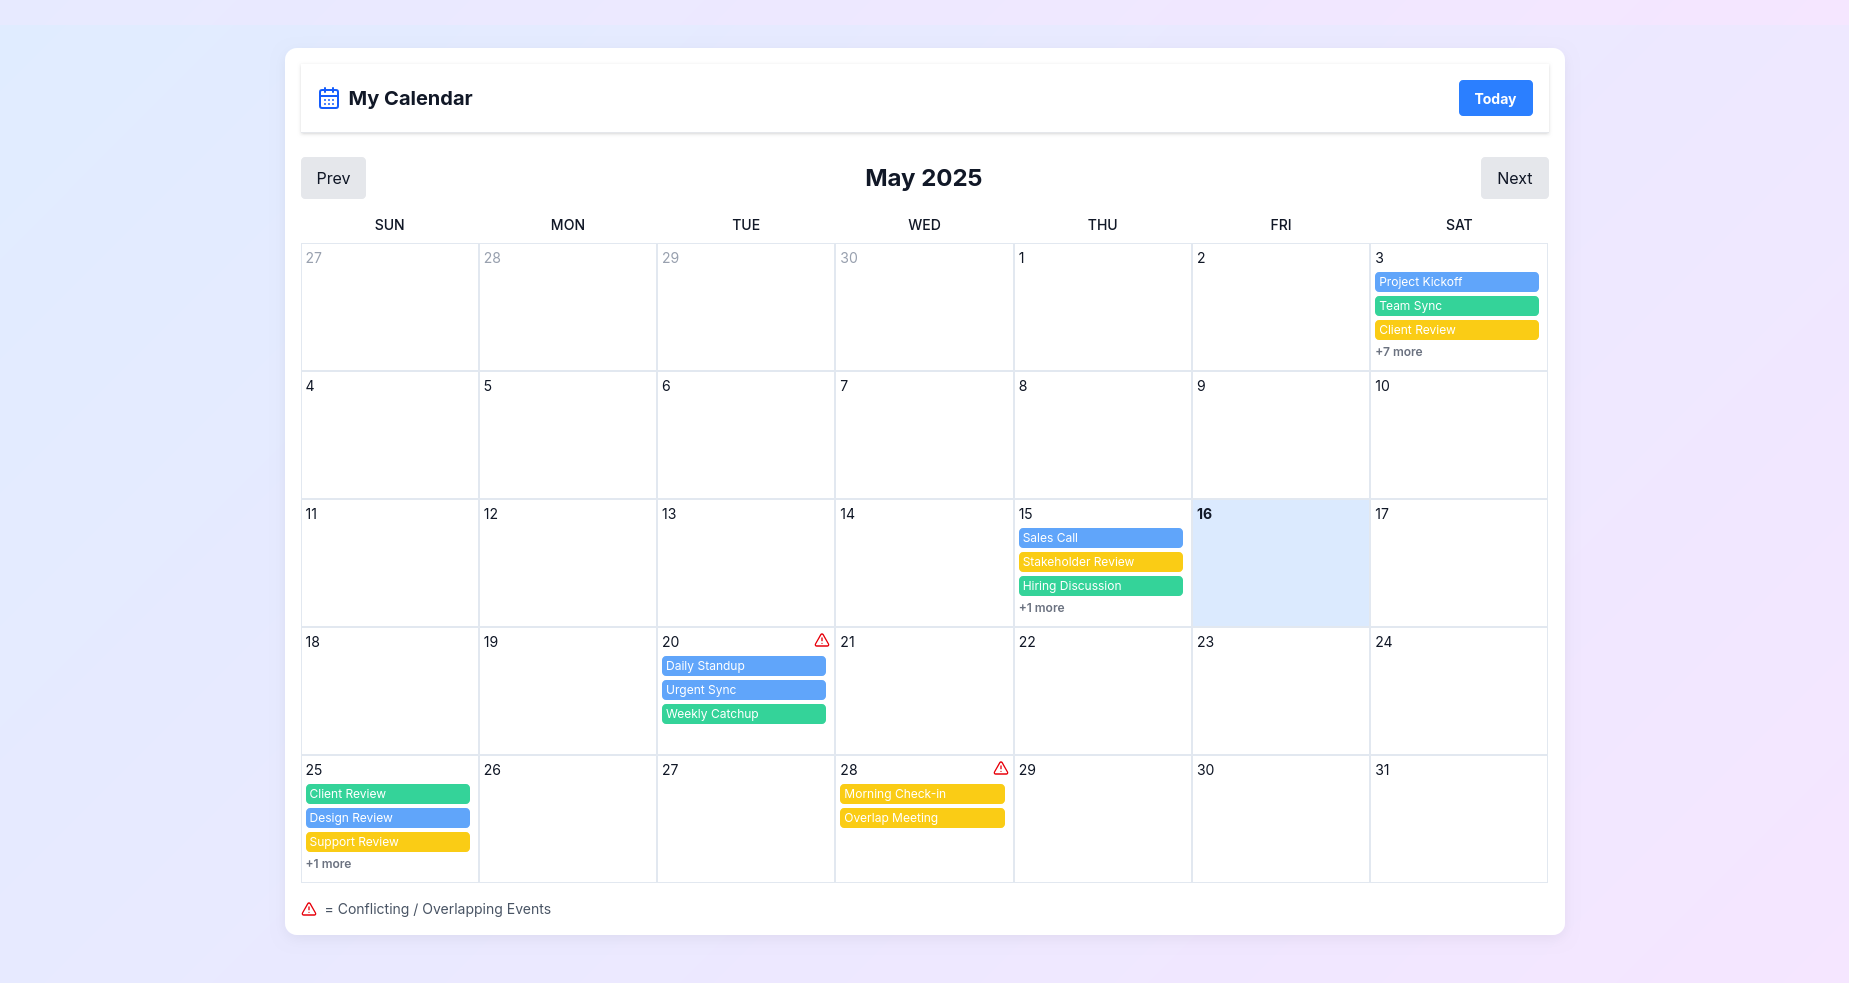 My Calendar
Today
Prev
May 2025
Next
SUN MON TUE WED THU FRI SAT
27 28 29 30 1 2 3
Project Kickoff
Team Sync
Client Review
+7 more
4 5 6 7 8 9 10
11 12 13 14 15 16 17
Sales Call
Stakeholder Review
Hiring Discussion
+1 more
18 19 20 21 22 23 24
Daily Standup
Urgent Sync
Weekly Catchup
25 26 27 28 29 30 31
Client Review Morning Check-in
Design Review Overlap Meeting
Support Review
+1 more
= Conflicting / Overlapping Events